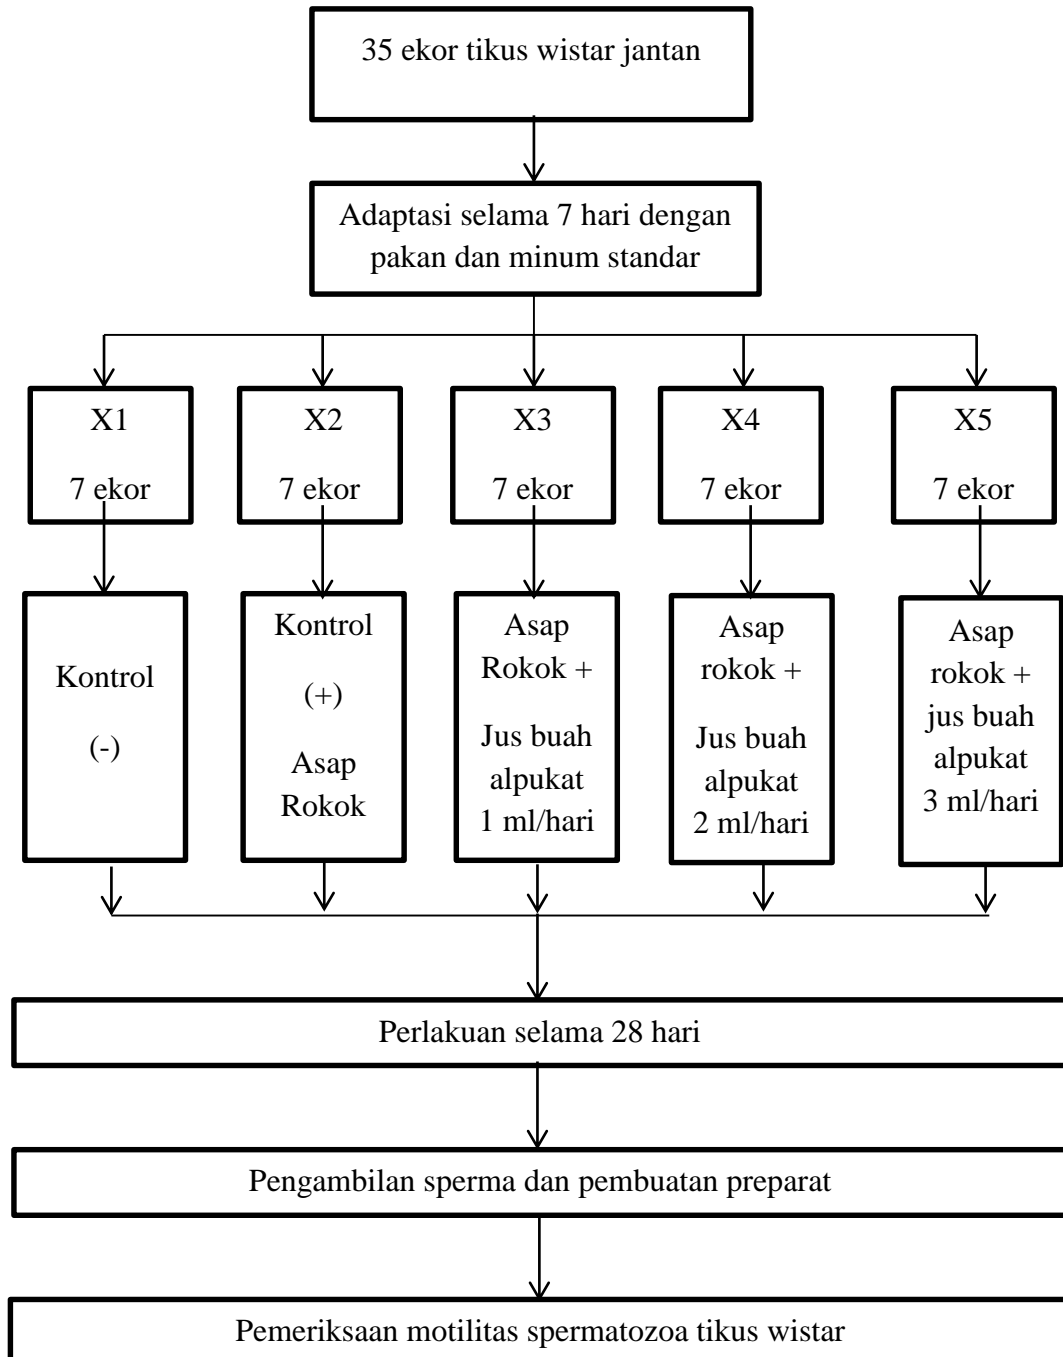 35 ekor tikus wistar jantan
Adaptasi selama 7 hari dengan
pakan dan minum standar
X1
7 ekor
X2
7 ekor
X3
7 ekor
X4
7 ekor
X5
7 ekor
Kontrol
(-)
Kontrol
(+)
Asap
Rokok
Asap
Rokok +
Jus buah
alpukat
1 ml/hari
Asap
rokok +
Jus buah
alpukat
2 ml/hari
Asap
rokok +
jus buah
alpukat
3 ml/hari
Perlakuan selama 28 hari
Pengambilan sperma dan pembuatan preparat
Pemeriksaan motilitas spermatozoa tikus wistar